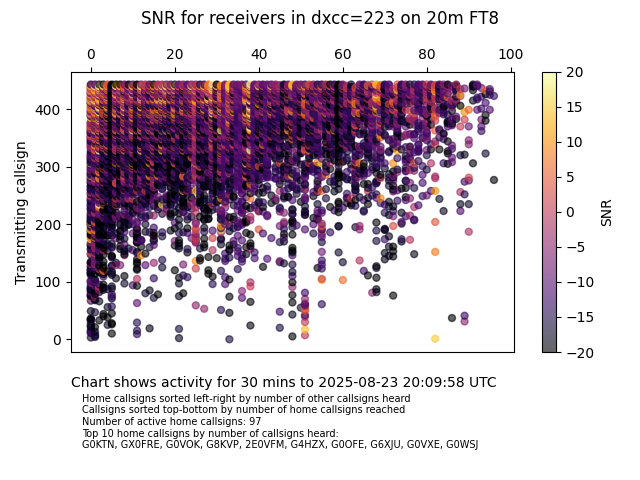 SNR for receivers in dxcc=223 on 20m FT8
0 20 40 60 80 100
400
300
200
100
0
Transmitting callsign
20
15
10
5
0
−5
−10
−15
−20
SNR
Chart shows activity for 30 mins to 2025-08-23 20:09:58 UTC
Home callsigns sorted left-right by number of other callsigns heard
Callsigns sorted top-bottom by number of home callsigns reached
Number of active home callsigns: 97
Top 10 home callsigns by number of callsigns heard:
G0KTN, GX0FRE, G0VOK, G8KVP, 2E0VFM, G4HZX, G0OFE, G6XJU, G0VXE, G0WSJ